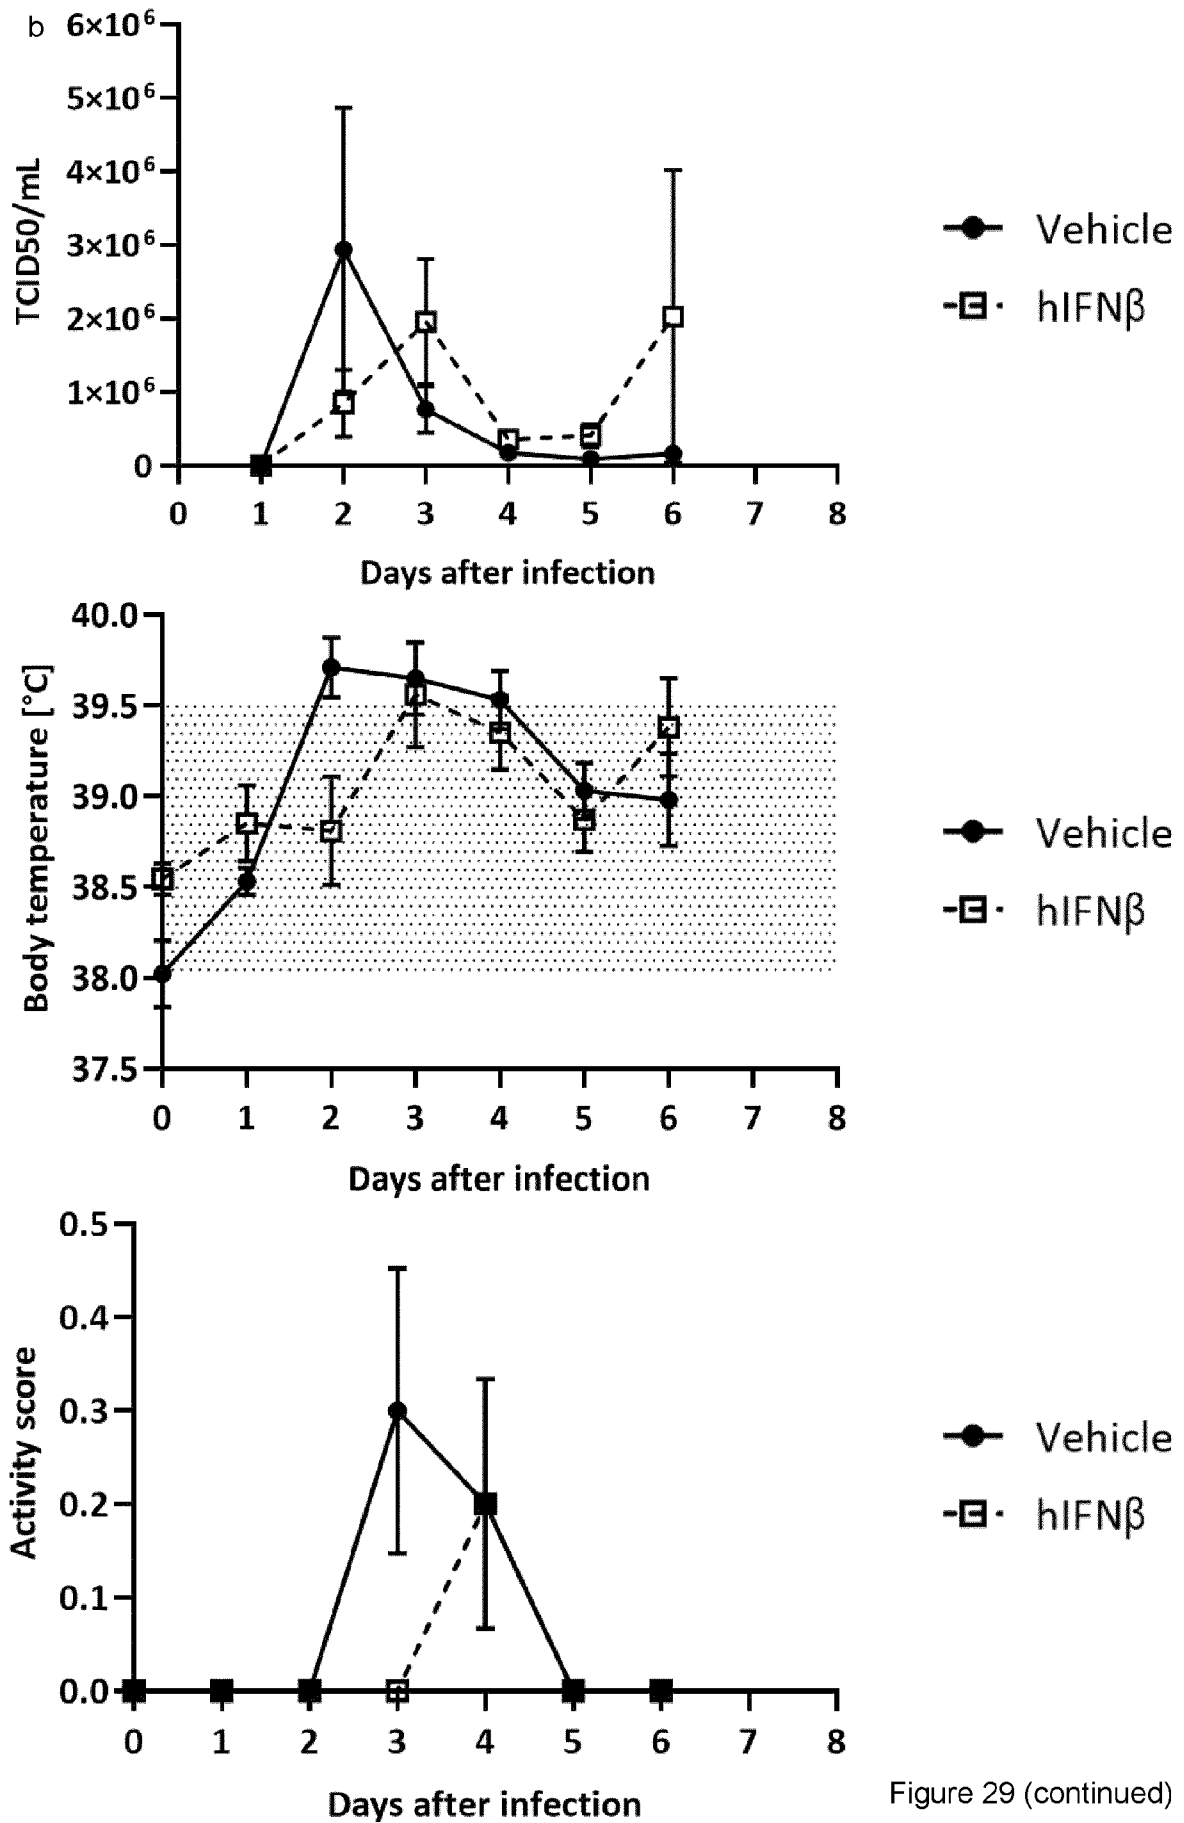 b
6×10⁶
5×10⁶
4×10⁶
3×10⁶
2×10⁶
1×10⁶
0
TCID50/mL
0 1 2 3 4 5 6 7 8
Days after infection
Vehicle
hIFNβ
40.0
39.5
39.0
38.5
38.0
37.5
Body temperature [°C]
0 1 2 3 4 5 6 7 8
Days after infection
Vehicle
hIFNβ
0.5
0.4
0.3
0.2
0.1
0.0
Activity score
0 1 2 3 4 5 6 7 8
Days after infection
Vehicle
hIFNβ
Figure 29 (continued)